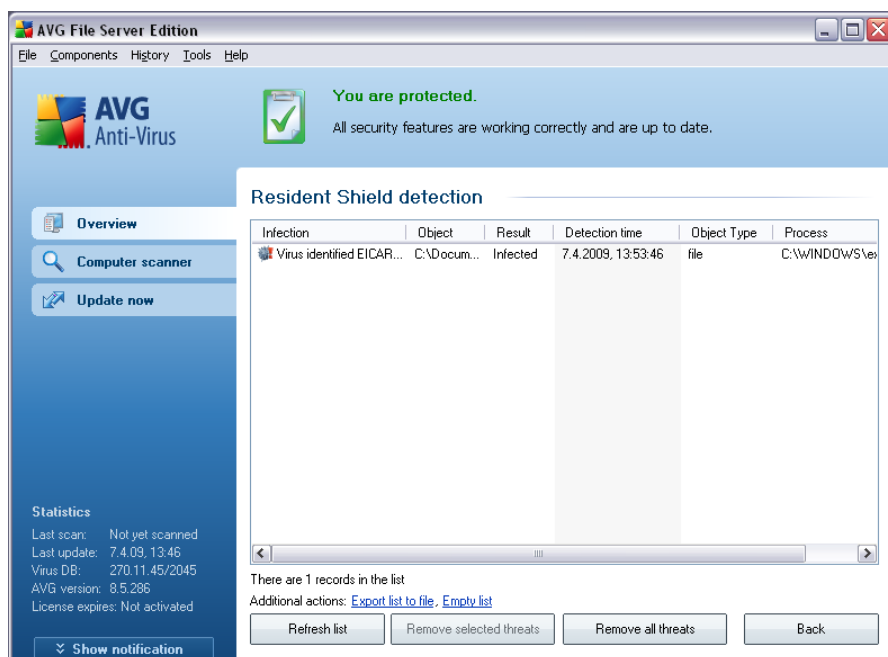 AVG File Server Edition
File Components History Tools Help
AVG
Anti-Virus
You are protected.
All security features are working correctly and are up to date.
Overview
Computer scanner
Update now
Resident Shield detection
Infection Object Result Detection time Object Type Process
Virus identified EICAR... C:\Docum... Infected 7.4.2009, 13:53:46 file C:\WINDOWS\ex
There are 1 records in the list
Additional actions: Export list to file, Empty list
Refresh list Remove selected threats Remove all threats Back
Statistics
Last scan: Not yet scanned
Last update: 7.4.09, 13:46
Virus DB: 270.11.45/2045
AVG version: 8.5.286
License expires: Not activated
Show notification